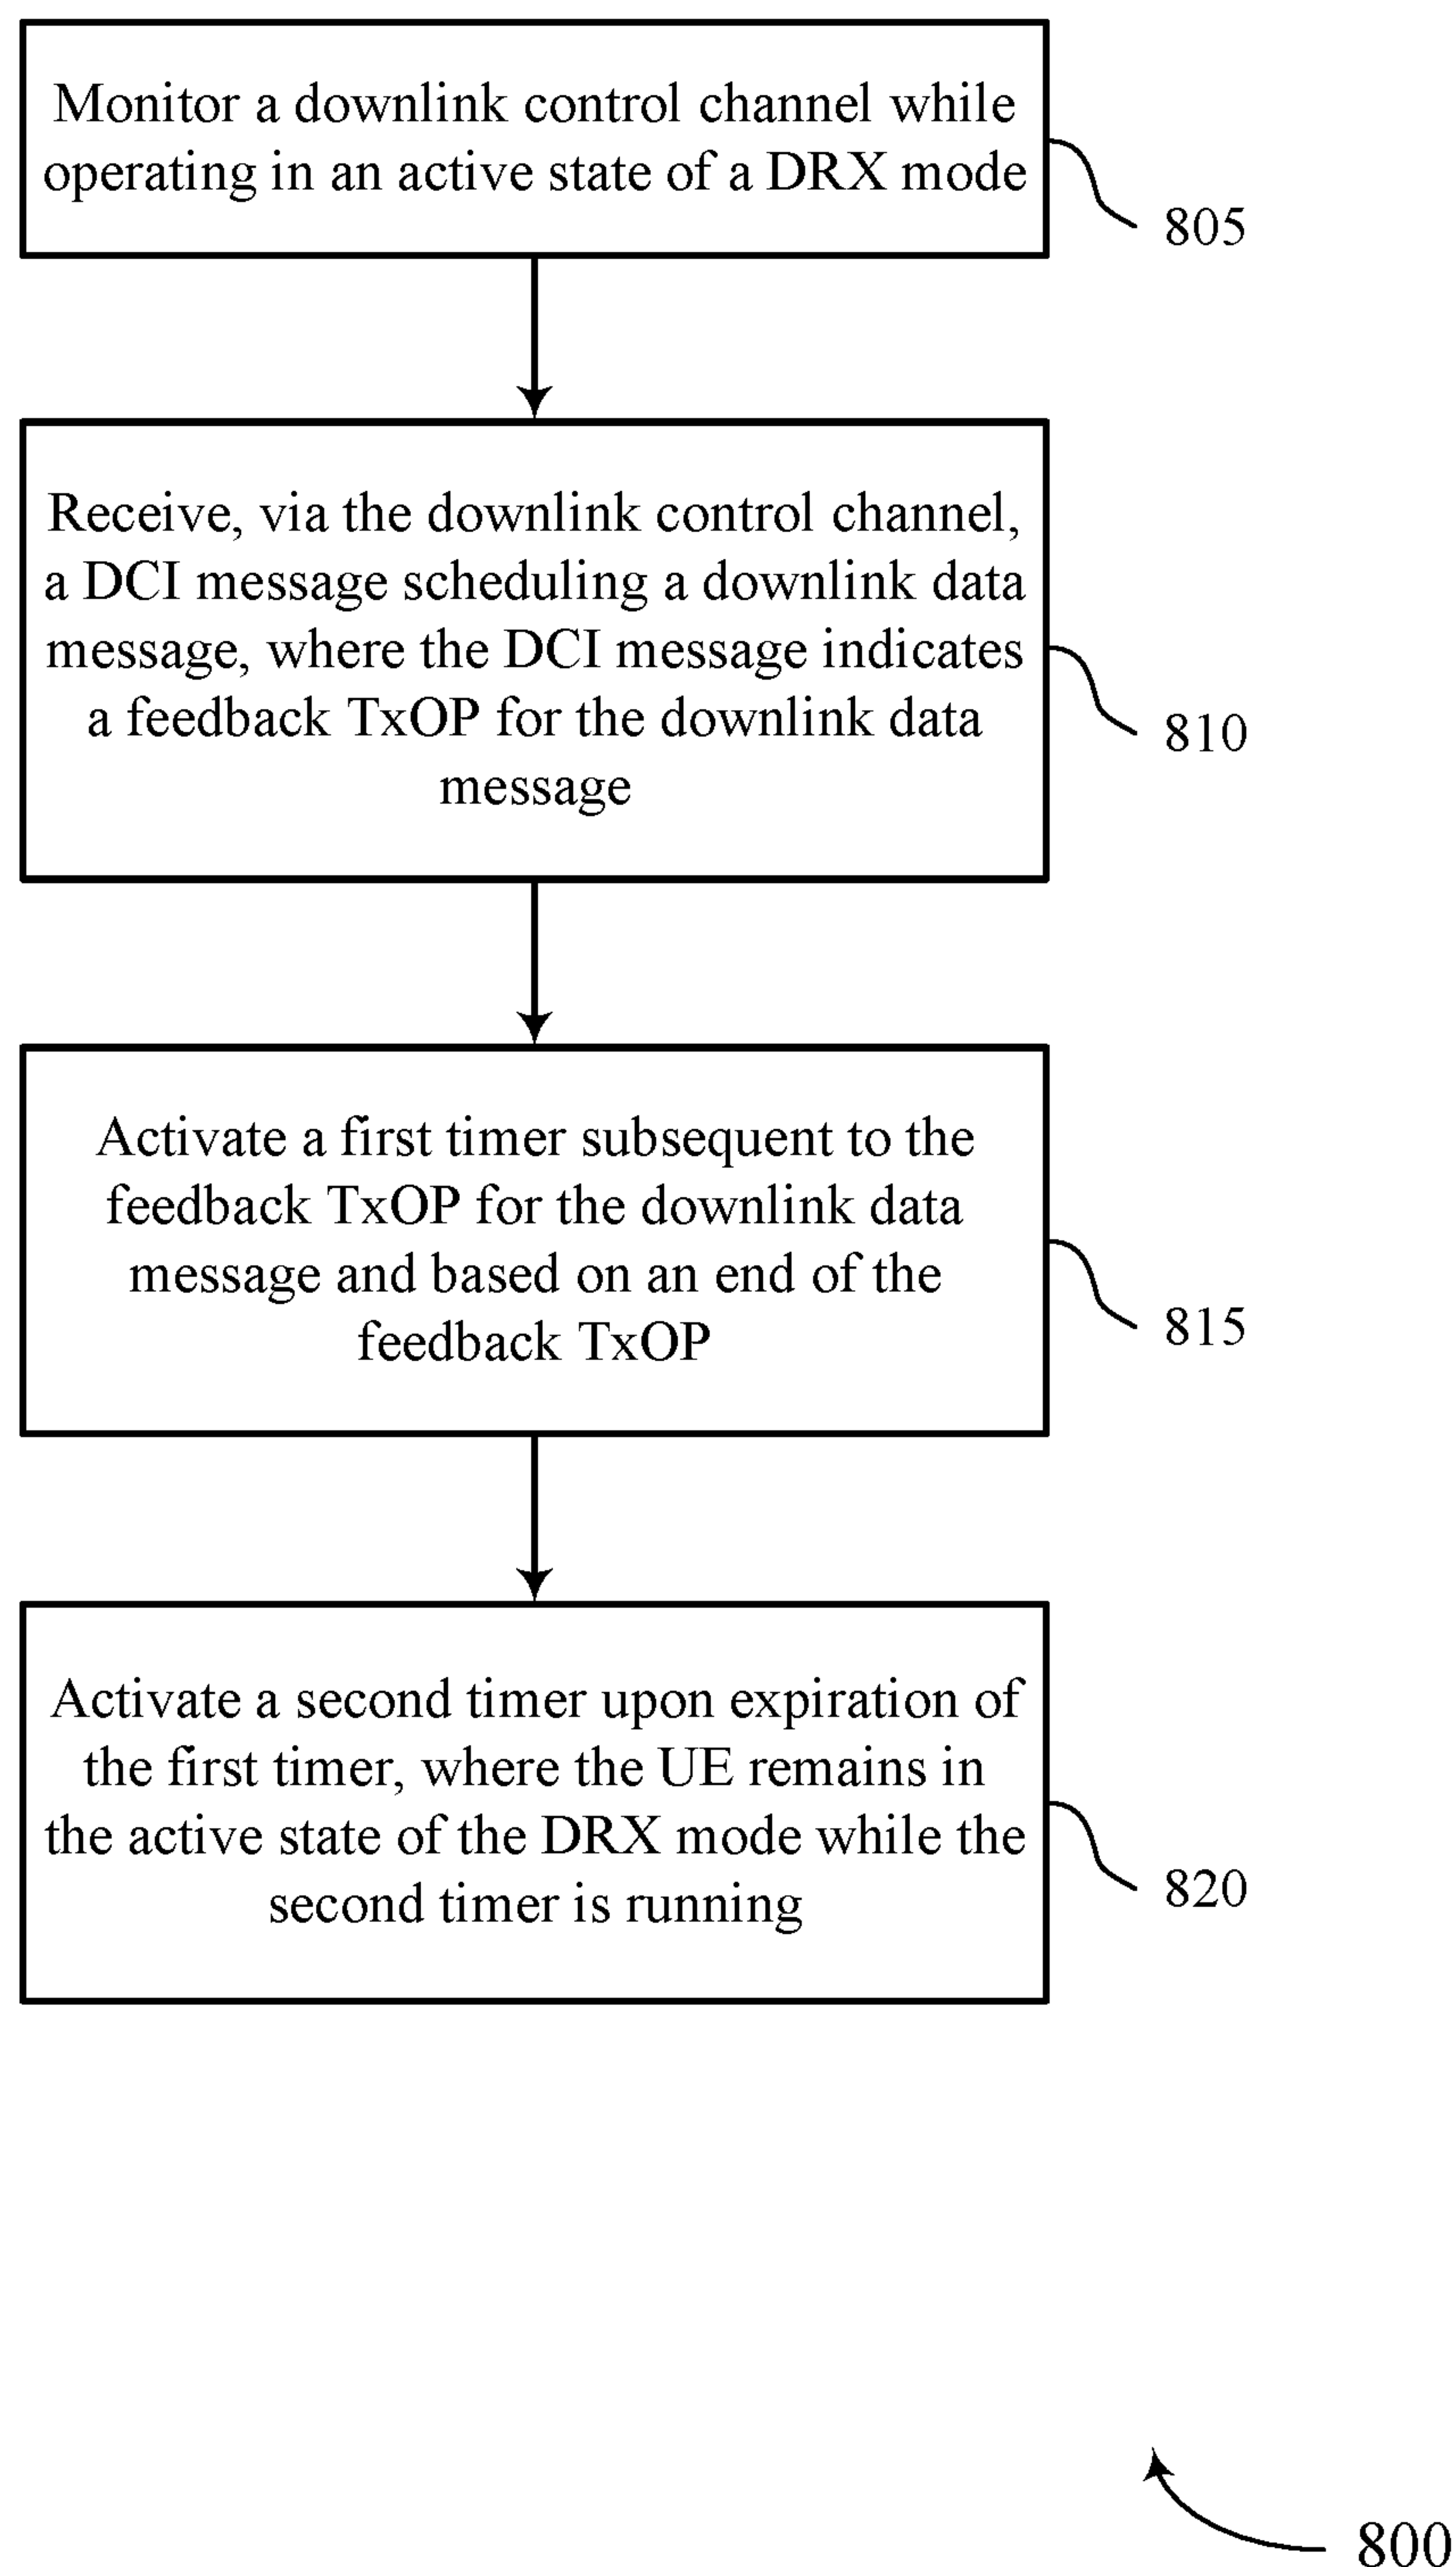 Monitor a downlink control channel while
operating in an active state of a DRX mode
805
Receive, via the downlink control channel,
a DCI message scheduling a downlink data
message, where the DCI message indicates
a feedback TxOP for the downlink data
message
810
Activate a first timer subsequent to the
feedback TxOP for the downlink data
message and based on an end of the
feedback TxOP
815
Activate a second timer upon expiration of
the first timer, where the UE remains in
the active state of the DRX mode while the
second timer is running
820
800